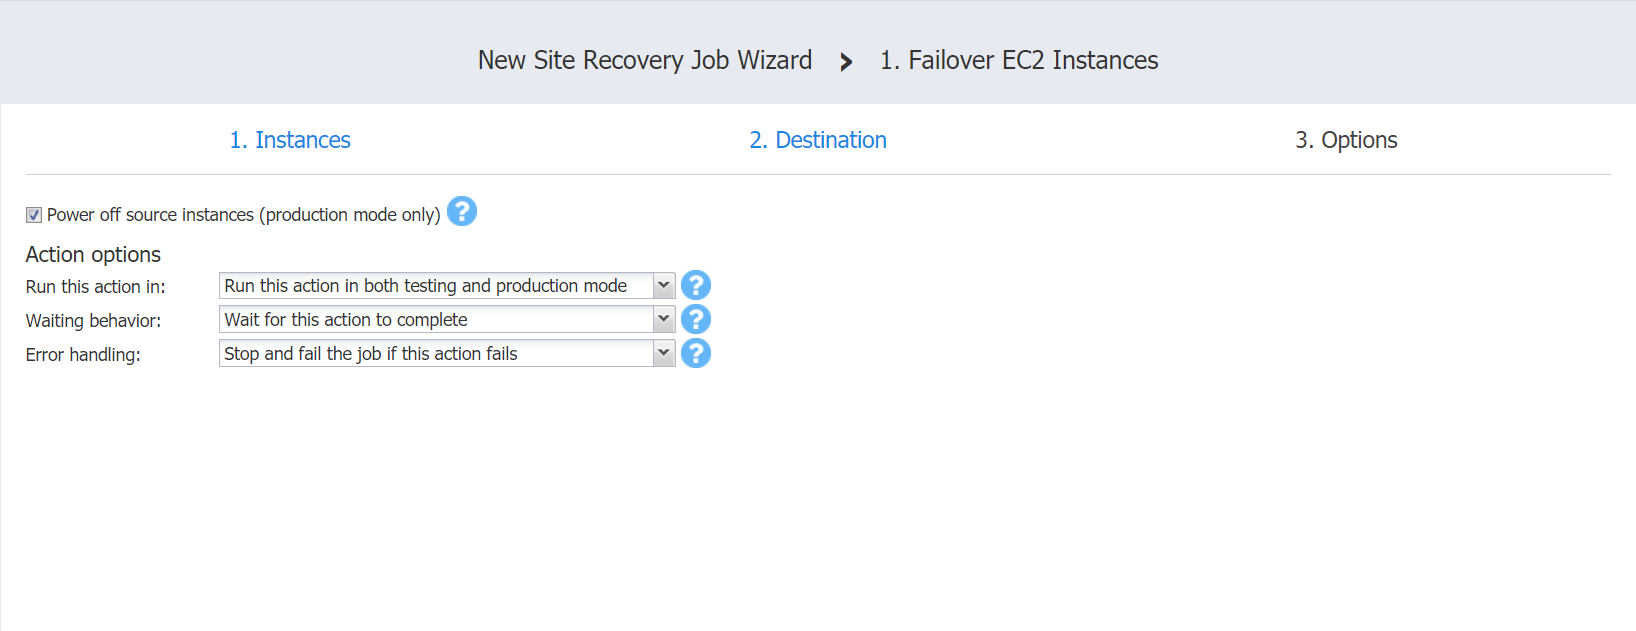 New Site Recovery Job Wizard > 1. Failover EC2 Instances
1. Instances 2. Destination 3. Options
Power off source instances (production mode only) ?
Action options
Run this action in: Run this action in both testing and production mode ?
Waiting behavior: Wait for this action to complete ?
Error handling: Stop and fail the job if this action fails ?